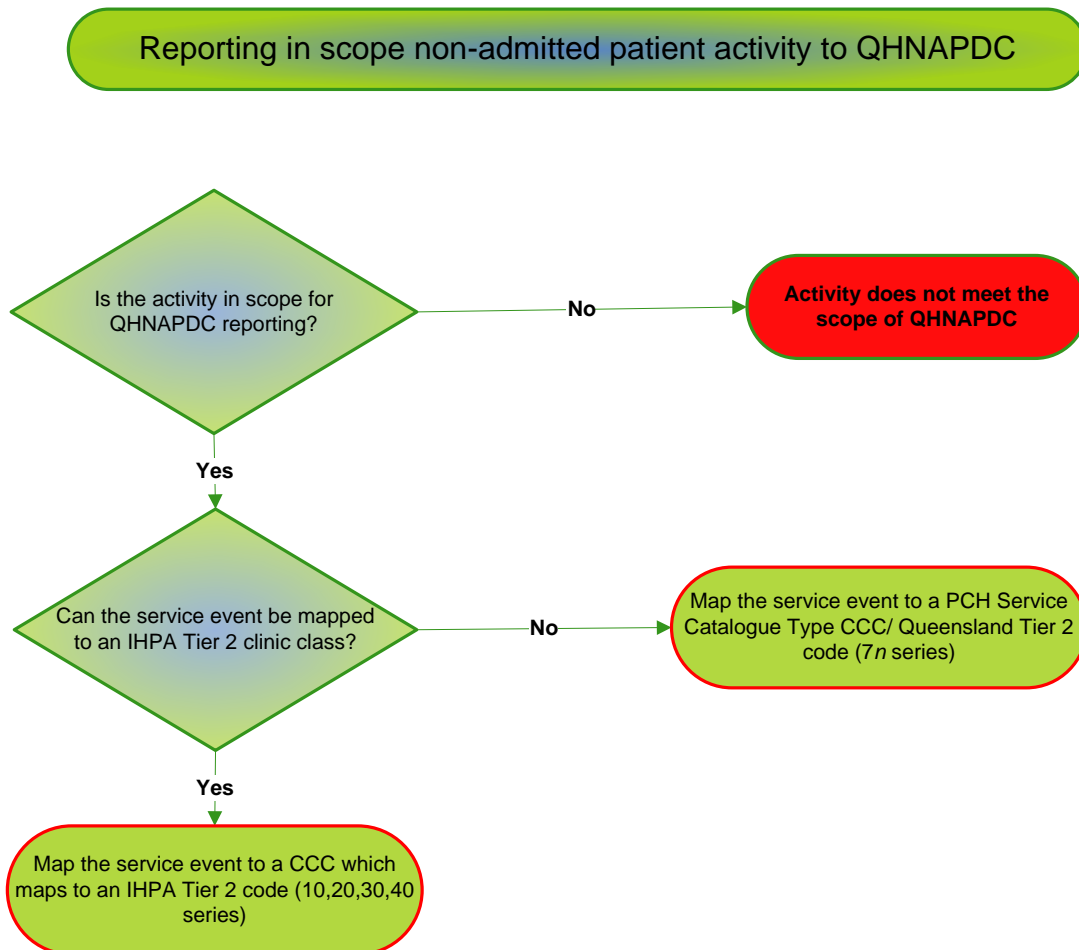 Reporting in scope non-admitted patient activity to QHNAPDC
Is the activity in scope for
QHNAPDC reporting?
No
Activity does not meet the
scope of QHNAPDC
Yes
Can the service event be mapped
to an IHPA Tier 2 clinic class?
No
Map the service event to a PCH Service
Catalogue Type CCC/ Queensland Tier 2
code (7n series)
Yes
Map the service event to a CCC which
maps to an IHPA Tier 2 code (10,20,30,40
series)